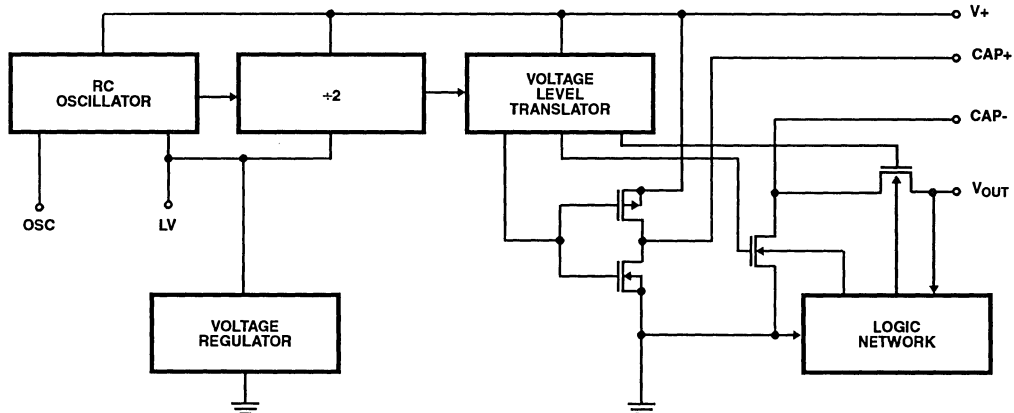 V+
CAP+
RC
OSCILLATOR
÷2
VOLTAGE
LEVEL
TRANSLATOR
CAP-
VOUT
OSC
LV
VOLTAGE
REGULATOR
LOGIC
NETWORK